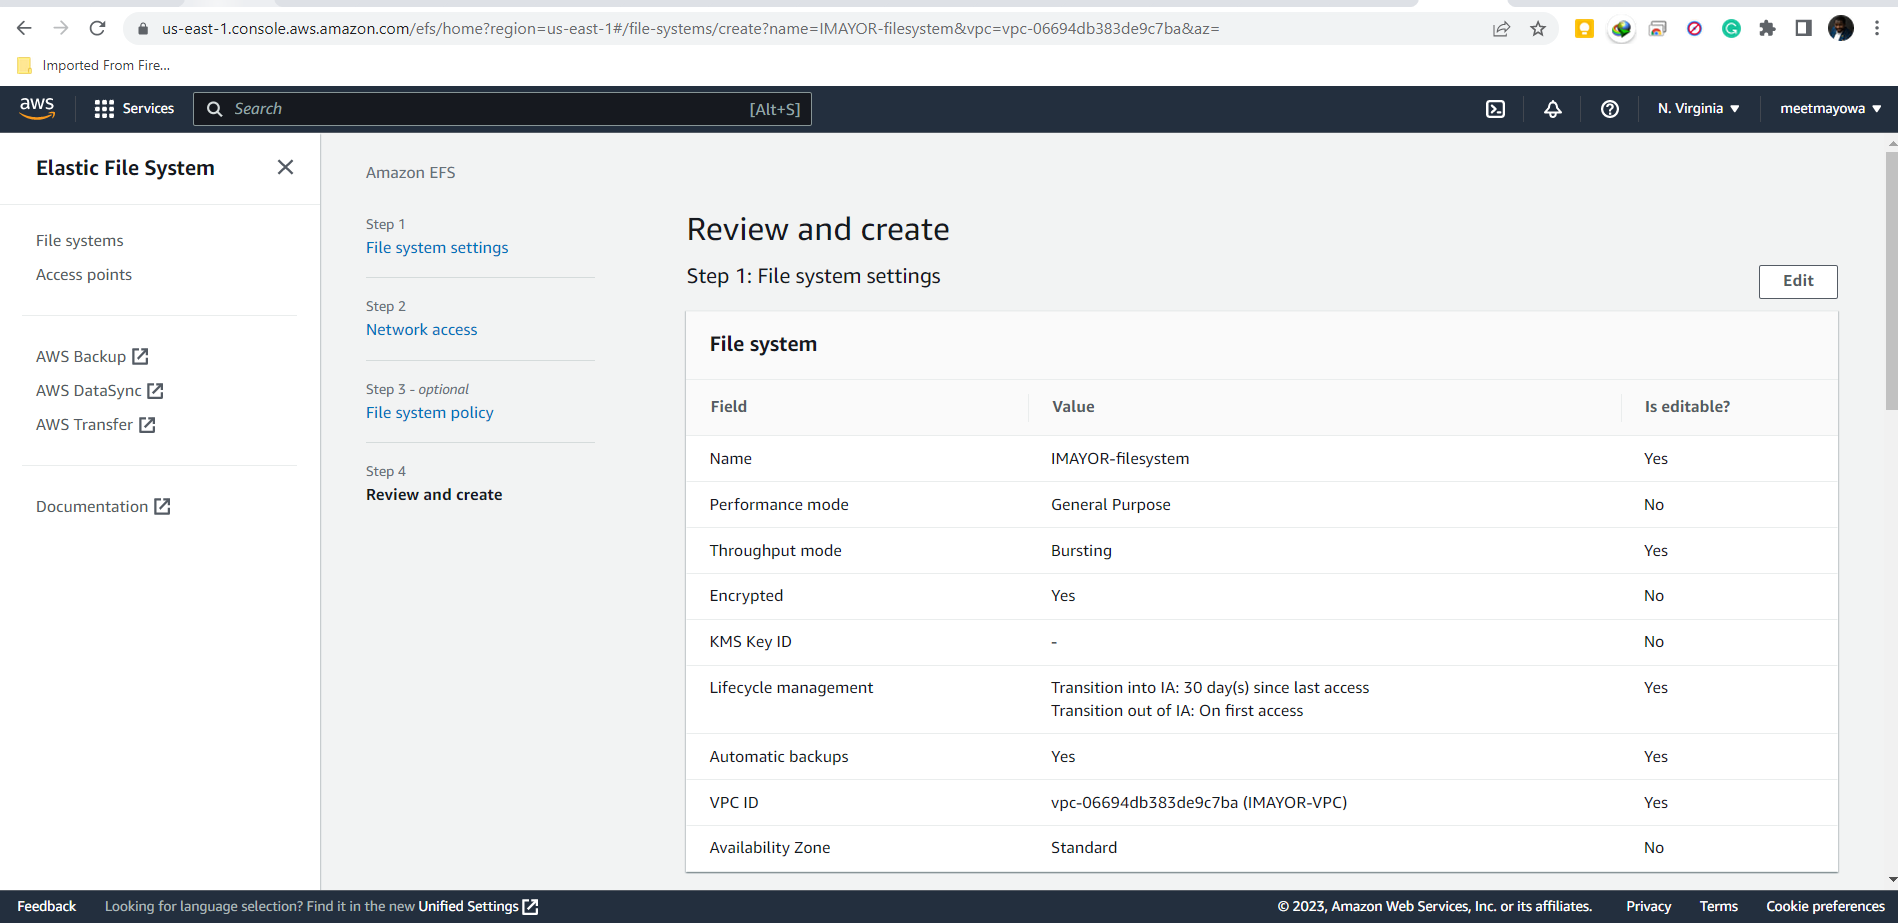 us-east-1.console.aws.amazon.com/efs/home?region=us-east-1#/file-systems/create?name=IMAYOR-filesystem&vpc=vpc-06694db383de9c7ba&az=
Imported From Fire...
aws
Services
Search
[Alt+S]
N. Virginia
meetmayowa
Elastic File System
File systems
Access points
AWS Backup
AWS DataSync
AWS Transfer
Documentation
Amazon EFS
Step 1
File system settings
Step 2
Network access
Step 3 - optional
File system policy
Step 4
Review and create
Review and create
Step 1: File system settings
Edit
File system
Field Value Is editable?
Name IMAYOR-filesystem Yes
Performance mode General Purpose No
Throughput mode Bursting Yes
Encrypted Yes No
KMS Key ID - No
Lifecycle management Transition into IA: 30 day(s) since last access Yes
Transition out of IA: On first access
Automatic backups Yes Yes
VPC ID vpc-06694db383de9c7ba (IMAYOR-VPC) Yes
Availability Zone Standard No
Feedback Looking for language selection? Find it in the new Unified Settings © 2023, Amazon Web Services, Inc. or its affiliates. Privacy Terms Cookie preferences